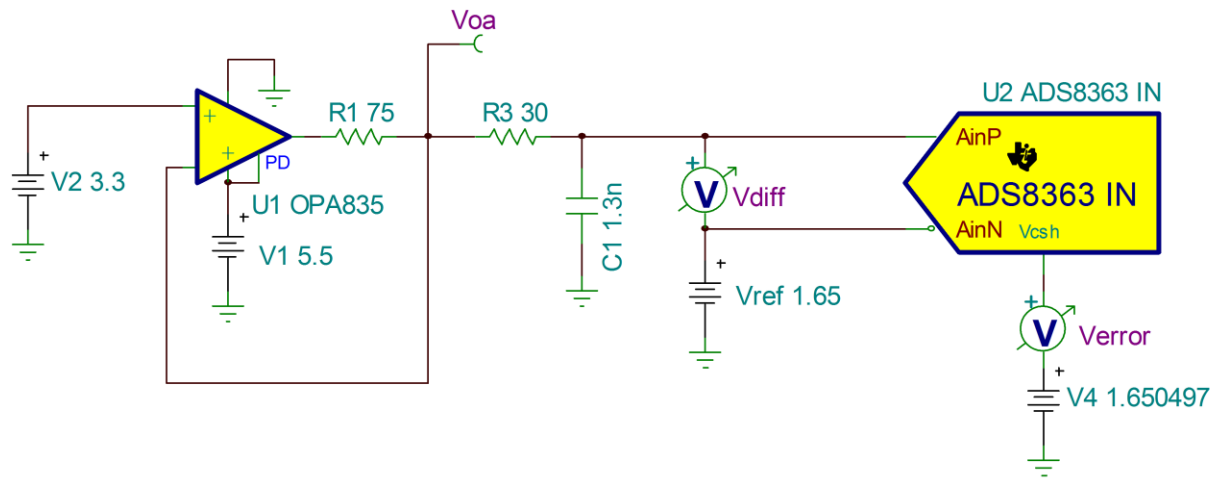 Voa
R1 75
R3 30
U2 ADS8363 IN
+
+
PD
+
V2 3.3
U1 OPA835
+
V1 5.5
C1 1.3n
+
V
Vdiff
+
Vref 1.65
AinP
ADS8363 IN
AinN
Vcsh
+
V
Verror
+
V4 1.650497